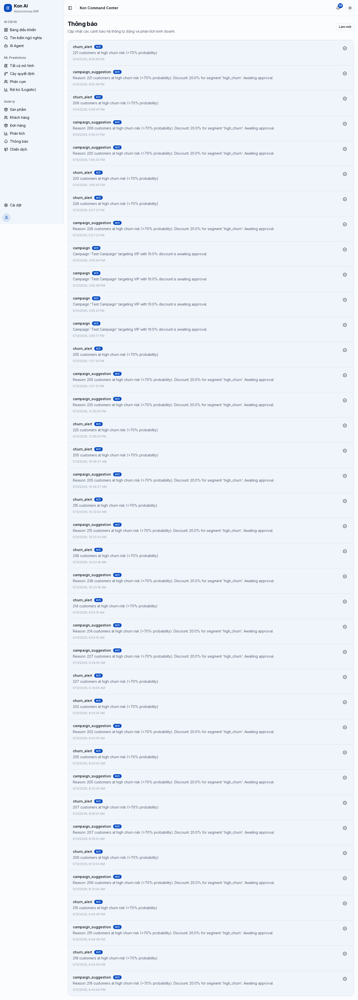 Kon AI
Autonomous ERP
AI Cốt lõi
Bảng điều khiển
Tìm kiếm ngữ nghĩa
AI Agent
ML Predictions
Tất cả mô hình
Cây quyết định
Phân cụm
Rời bỏ (Logistic)
Quản lý
Sản phẩm
Khách hàng
Đơn hàng
Phân tích
Thông báo
Chiến dịch
Cài đặt
Kon Command Center
38
Thông báo
Cập nhật các cảnh báo hệ thống tự động và phân tích kinh doanh.
Làm mới
churn_alert MỚI
221 customers at high churn risk (>70% probability)
5/14/2026, 8:55:18 PM
campaign_suggestion MỚI
Reason: 221 customers at high churn risk (>70% probability). Discount: 20.0% for segment 'high_churn'. Awaiting approval.
5/14/2026, 8:55:18 PM
churn_alert MỚI
206 customers at high churn risk (>70% probability)
5/14/2026, 5:06:41 PM
campaign_suggestion MỚI
Reason: 206 customers at high churn risk (>70% probability). Discount: 20.0% for segment 'high_churn'. Awaiting approval.
5/14/2026, 5:06:41 PM
campaign_suggestion MỚI
Reason: 220 customers at high churn risk (>70% probability). Discount: 20.0% for segment 'high_churn'. Awaiting approval.
5/14/2026, 1:06:43 PM
churn_alert MỚI
220 customers at high churn risk (>70% probability)
5/14/2026, 1:06:43 PM
churn_alert MỚI
228 customers at high churn risk (>70% probability)
5/13/2026, 5:07:21 PM
campaign_suggestion MỚI
Reason: 228 customers at high churn risk (>70% probability). Discount: 20.0% for segment 'high_churn'. Awaiting approval.
5/13/2026, 5:07:21 PM
campaign MỚI
Campaign 'Test Campaign' targeting VIP with 10.0% discount is awaiting approval.
5/13/2026, 3:55:44 PM
campaign MỚI
Campaign 'Test Campaign' targeting VIP with 10.0% discount is awaiting approval.
5/13/2026, 3:55:38 PM
campaign MỚI
Campaign 'Test Campaign' targeting VIP with 10.0% discount is awaiting approval.
5/13/2026, 3:55:31 PM
campaign MỚI
Campaign 'Test Campaign' targeting VIP with 10.0% discount is awaiting approval.
5/13/2026, 3:55:17 PM
churn_alert MỚI
205 customers at high churn risk (>70% probability)
5/13/2026, 1:07:10 PM
campaign_suggestion MỚI
Reason: 205 customers at high churn risk (>70% probability). Discount: 20.0% for segment 'high_churn'. Awaiting approval.
5/13/2026, 1:07:10 PM
campaign_suggestion MỚI
Reason: 225 customers at high churn risk (>70% probability). Discount: 20.0% for segment 'high_churn'. Awaiting approval.
5/13/2026, 12:35:50 PM
churn_alert MỚI
225 customers at high churn risk (>70% probability)
5/13/2026, 12:35:50 PM
churn_alert MỚI
205 customers at high churn risk (>70% probability)
5/13/2026, 10:46:27 AM
campaign_suggestion MỚI
Reason: 205 customers at high churn risk (>70% probability). Discount: 20.0% for segment 'high_churn'. Awaiting approval.
5/13/2026, 10:46:27 AM
churn_alert MỚI
215 customers at high churn risk (>70% probability)
5/13/2026, 10:23:24 AM
campaign_suggestion MỚI
Reason: 215 customers at high churn risk (>70% probability). Discount: 20.0% for segment 'high_churn'. Awaiting approval.
5/13/2026, 10:23:24 AM
churn_alert MỚI
238 customers at high churn risk (>70% probability)
5/13/2026, 10:03:18 AM
campaign_suggestion MỚI
Reason: 238 customers at high churn risk (>70% probability). Discount: 20.0% for segment 'high_churn'. Awaiting approval.
5/13/2026, 10:03:18 AM
churn_alert MỚI
214 customers at high churn risk (>70% probability)
5/13/2026, 9:53:15 AM
campaign_suggestion MỚI
Reason: 214 customers at high churn risk (>70% probability). Discount: 20.0% for segment 'high_churn'. Awaiting approval.
5/13/2026, 9:53:15 AM
campaign_suggestion MỚI
Reason: 227 customers at high churn risk (>70% probability). Discount: 20.0% for segment 'high_churn'. Awaiting approval.
5/13/2026, 9:34:55 AM
churn_alert MỚI
227 customers at high churn risk (>70% probability)
5/13/2026, 9:34:55 AM
churn_alert MỚI
202 customers at high churn risk (>70% probability)
5/13/2026, 8:42:16 AM
campaign_suggestion MỚI
Reason: 202 customers at high churn risk (>70% probability). Discount: 20.0% for segment 'high_churn'. Awaiting approval.
5/13/2026, 8:42:16 AM
churn_alert MỚI
205 customers at high churn risk (>70% probability)
5/13/2026, 8:32:02 AM
campaign_suggestion MỚI
Reason: 205 customers at high churn risk (>70% probability). Discount: 20.0% for segment 'high_churn'. Awaiting approval.
5/13/2026, 8:32:02 AM
churn_alert MỚI
207 customers at high churn risk (>70% probability)
5/13/2026, 8:26:01 AM
campaign_suggestion MỚI
Reason: 207 customers at high churn risk (>70% probability). Discount: 20.0% for segment 'high_churn'. Awaiting approval.
5/13/2026, 8:26:01 AM
churn_alert MỚI
206 customers at high churn risk (>70% probability)
5/13/2026, 8:13:04 AM
campaign_suggestion MỚI
Reason: 206 customers at high churn risk (>70% probability). Discount: 20.0% for segment 'high_churn'. Awaiting approval.
5/13/2026, 8:13:04 AM
churn_alert MỚI
215 customers at high churn risk (>70% probability)
5/12/2026, 9:44:45 PM
campaign_suggestion MỚI
Reason: 215 customers at high churn risk (>70% probability). Discount: 20.0% for segment 'high_churn'. Awaiting approval.
5/12/2026, 9:44:45 PM
churn_alert MỚI
219 customers at high churn risk (>70% probability)
5/12/2026, 9:44:09 PM
campaign_suggestion MỚI
Reason: 219 customers at high churn risk (>70% probability). Discount: 20.0% for segment 'high_churn'. Awaiting approval.
5/12/2026, 9:44:09 PM